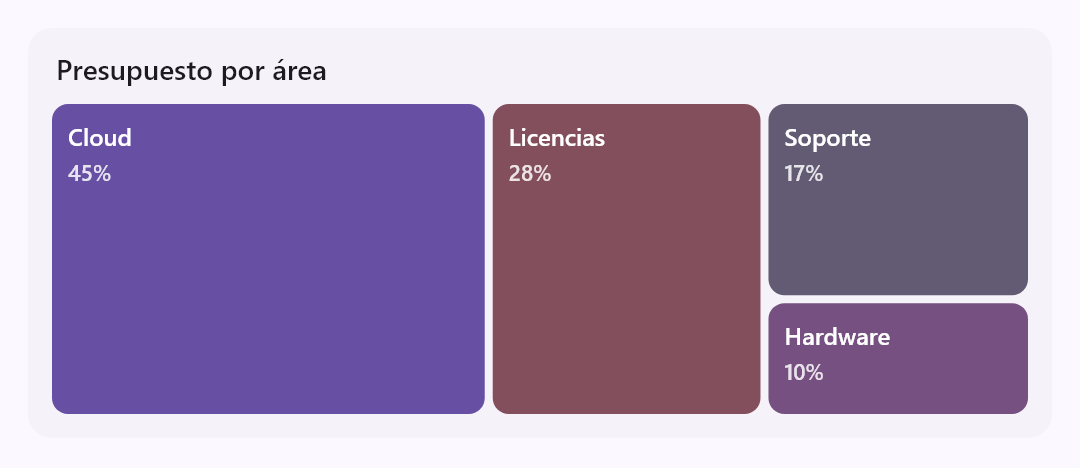 Presupuesto por área
Cloud
45%
Licencias
28%
Soporte
17%
Hardware
10%